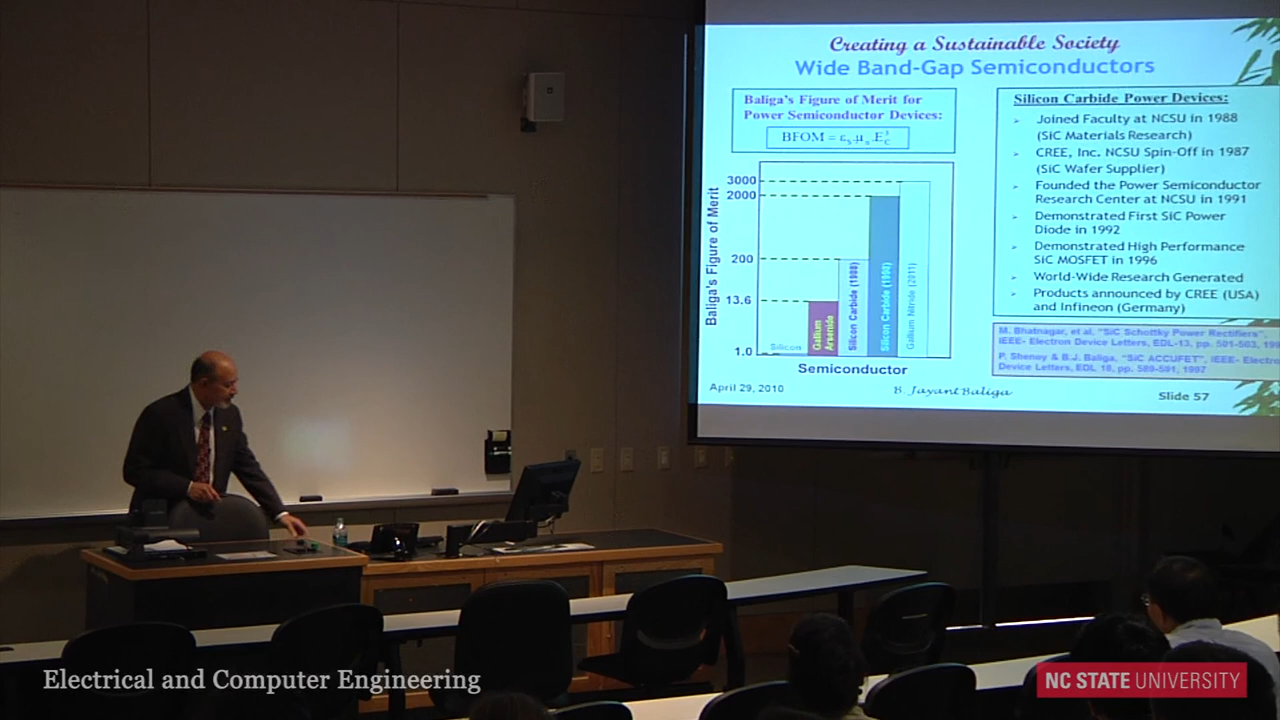 Creating a Sustainable Society
Wide Band-Gap Semiconductors
Baliga's Figure of Merit for
Power Semiconductor Devices:
BFOM = εs μn EC³
Baliga's Figure of Merit
3000
2000
200
13.6
1.0
Silicon
Gallium
Arsenide
Silicon Carbide (1988)
Silicon Carbide (1998)
Gallium Nitride (2011)
Semiconductor
Silicon Carbide Power Devices:
Joined Faculty at NCSU in 1988
(SiC Materials Research)
CREE, Inc. NCSU Spin-Off in 1987
(SiC Wafer Supplier)
Founded the Power Semiconductor
Research Center at NCSU in 1991
Demonstrated First SiC Power
Diode in 1992
Demonstrated High Performance
SiC MOSFET in 1996
World-Wide Research Generated
Products announced by CREE (USA)
and Infineon (Germany)
M. Bhatnagar, et al, "SiC Schottky Power Rectifiers",
IEEE- Electron Device Letters, EDL-13, pp. 501-503,
P. Shenoy & B.J. Baliga, "SiC ACCUFET", IEEE-
Device Letters, EDL 18, pp. 589-591, 1997
April 29, 2010
B. Jayant Baliga
Slide 57
Electrical and Computer Engineering
NC STATE UNIVERSITY